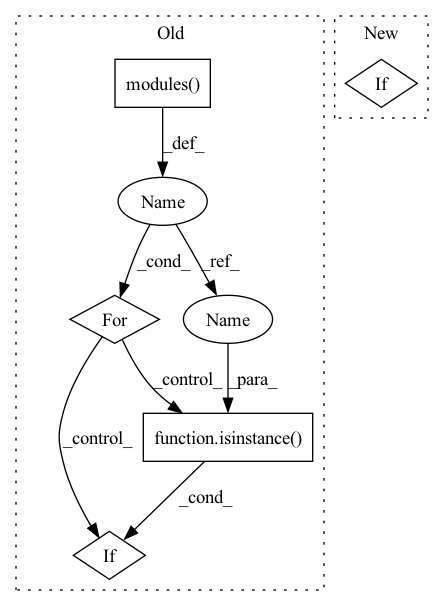 Old
New
modules()
If
_def_
Name
_cond_
_ref_
For
Name
_control_
_para_
_control_
function.isinstance()
_cond_
If